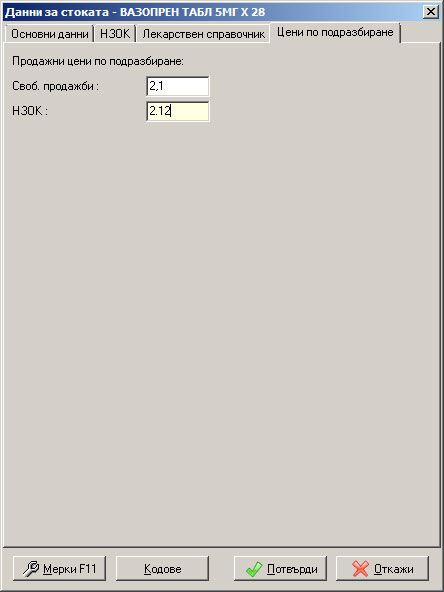 Данни за стоката - ВАЗОПРЕН ТАБЛ 5МГ Х 28
Основни данни НЗОК Лекарствен справочник Цени по подразбиране
Продажни цени по подразбиране:
Своб. продажби : 2,1
НЗОК : 2.12
Мерки F11 Кодове Потвърди Откажи